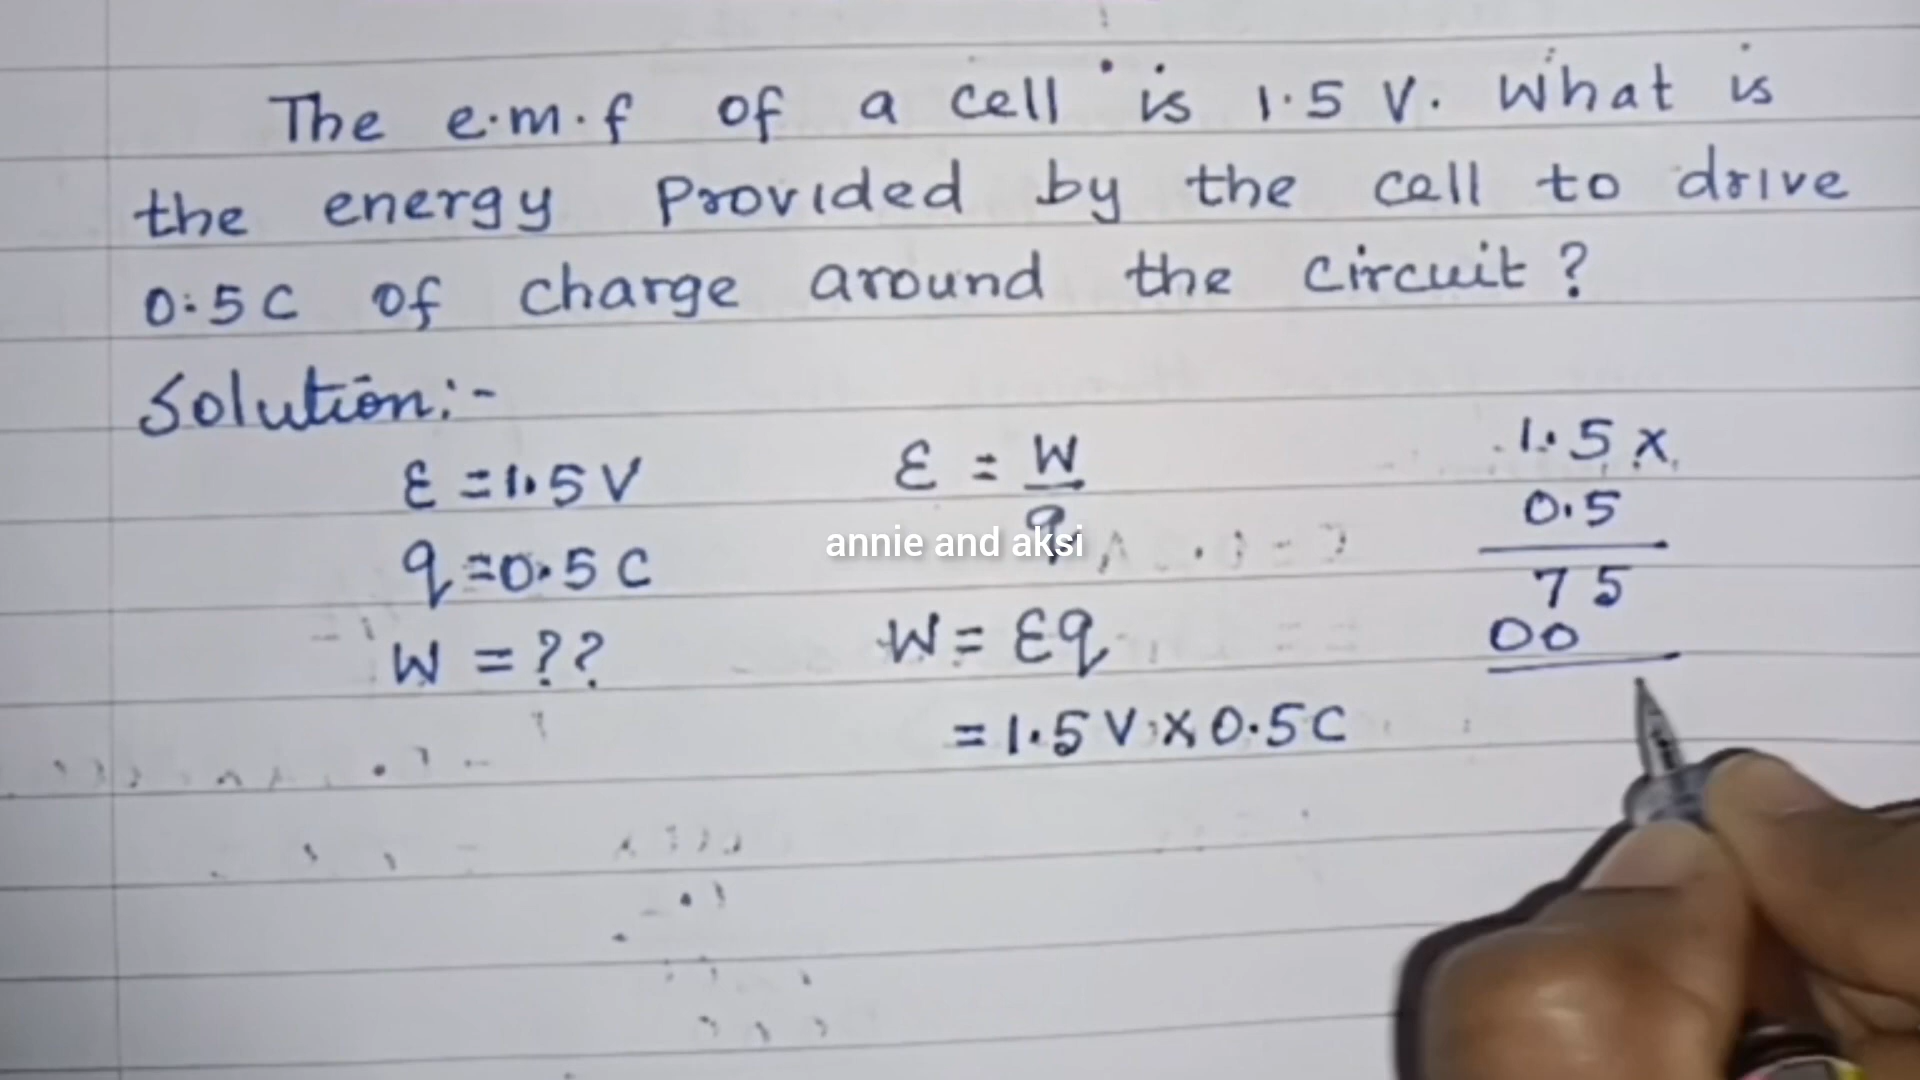 The e.m.f of a cell is 1.5 V. What is
the energy Provided by the cell to drive
0.5C of charge around the circuit?
Solution:-
ε = 1.5 V
q = 0.5 C
W = ??
ε = W
q
annie and aksi
W = εq
= 1.5 V × 0.5 C
1.5 ×
0.5
75
00